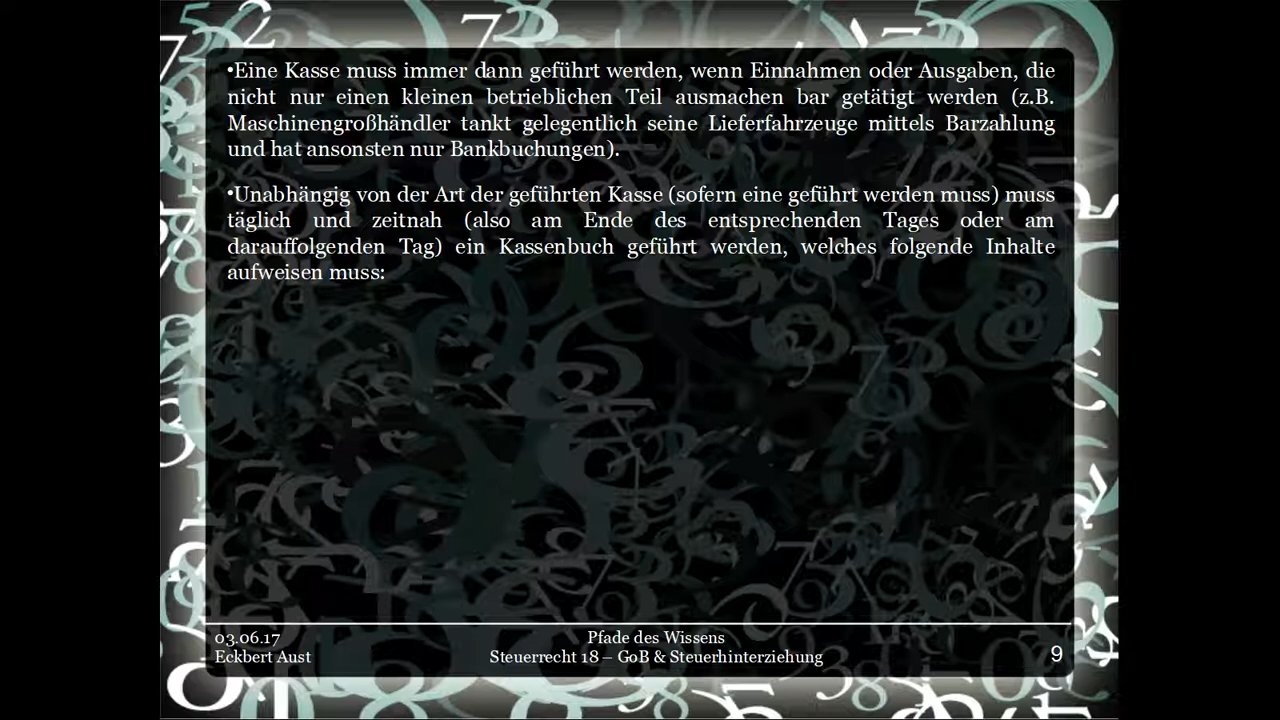 •Eine Kasse muss immer dann geführt werden, wenn Einnahmen oder Ausgaben, die
nicht nur einen kleinen betrieblichen Teil ausmachen bar getätigt werden (z.B.
Maschinengroßhändler tankt gelegentlich seine Lieferfahrzeuge mittels Barzahlung
und hat ansonsten nur Bankbuchungen).
•Unabhängig von der Art der geführten Kasse (sofern eine geführt werden muss) muss
täglich und zeitnah (also am Ende des entsprechenden Tages oder am
darauffolgenden Tag) ein Kassenbuch geführt werden, welches folgende Inhalte
aufweisen muss:
03.06.17
Eckbert Aust
Pfade des Wissens
Steuerrecht 18 – GoB & Steuerhinterziehung
9